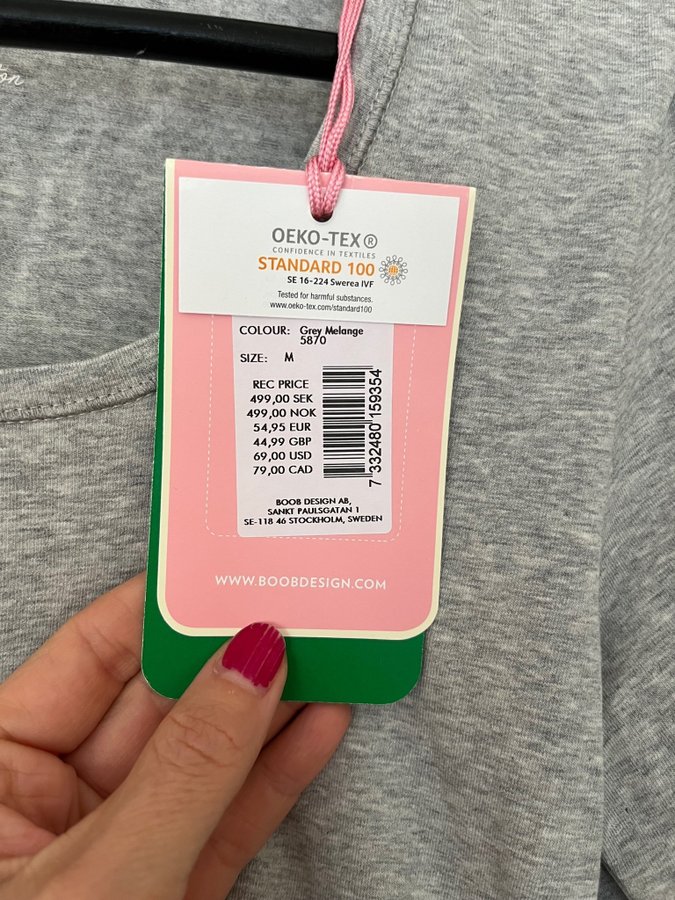 OEKO-TEX®
CONFIDENCE IN TEXTILES
STANDARD 100
SE 16-224 Swerea IVF
Tested for harmful substances.
www.oeko-tex.com/standard100
COLOUR: Grey Melange
5870
SIZE: M
REC PRICE
499,00 SEK
499,00 NOK
54,95 EUR
44,99 GBP
69,00 USD
79,00 CAD
7 332480 159354
BOOB DESIGN AB,
SANKT PAULSGATAN 1
SE-118 46 STOCKHOLM, SWEDEN
WWW.BOOBDESIGN.COM